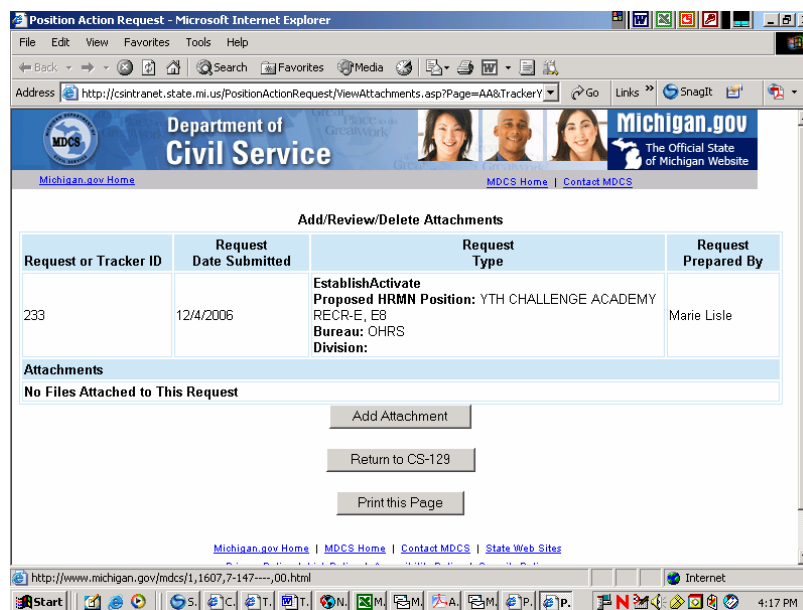 Position Action Request - Microsoft Internet Explorer
File Edit View Favorites Tools Help
Back Search Favorites Media
Address http://csintranet.state.mi.us/PositionActionRequest/ViewAttachments.asp?Page=AA&TrackerY Go Links » SnagIt
MDCS
Department of
Civil Service
Michigan.gov
The Official State
of Michigan Website
Michigan.gov Home MDCS Home | Contact MDCS
Add/Review/Delete Attachments
Request or Tracker ID Request Date Submitted Request Type Request Prepared By
233 12/4/2006 EstablishActivate
Proposed HRMN Position: YTH CHALLENGE ACADEMY
RECR-E, E8
Bureau: OHRS
Division:
Marie Lisle
Attachments
No Files Attached to This Request
Add Attachment
Return to CS-129
Print this Page
Michigan.gov Home | MDCS Home | Contact MDCS | State Web Sites
http://www.michigan.gov/mdcs/1,1607,7-147----,00.html Internet
Start S. C. T. T. N. M. M. A. M. P. P. 4:17 PM